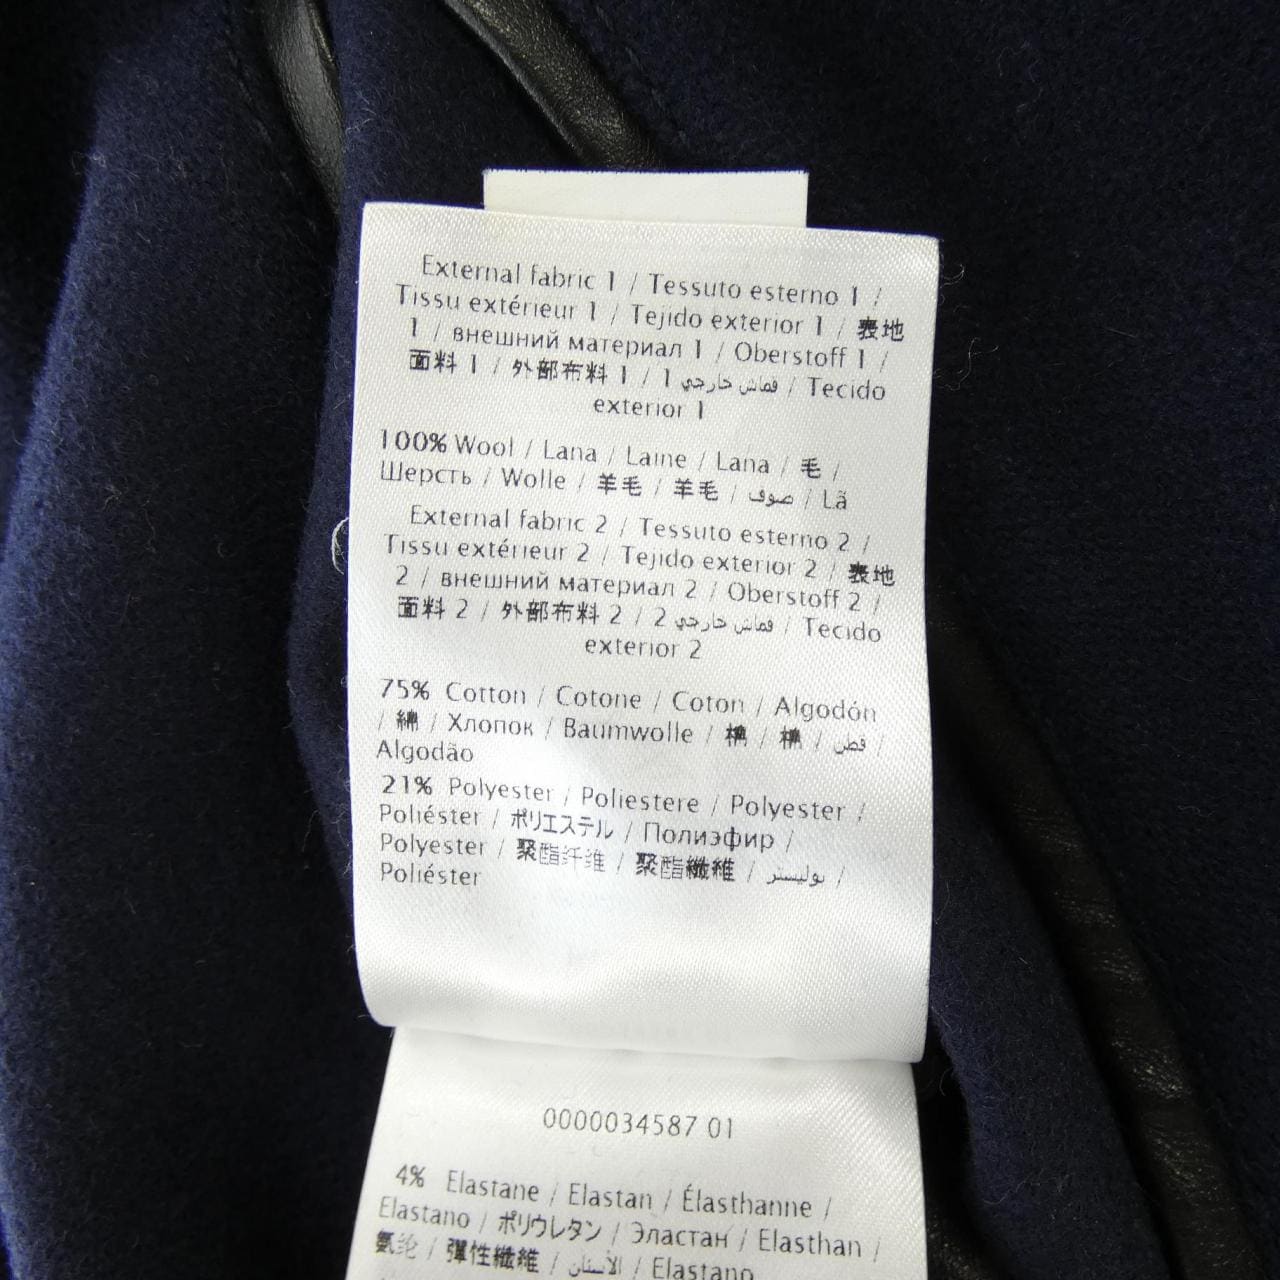 External fabric 1 / Tessuto esterno 1 /
Tissu extérieur 1 / Tejido exterior 1 / 表地
1 / внешний материал 1 / Oberstoff 1 /
面料 1 / 外部布料 1 / 1 قماش خارجي / Tecido
exterior 1
100% Wool / Lana / Laine / Lana / 毛 /
Шерсть / Wolle / 羊毛 / 羊毛 / صوف / Lã
External fabric 2 / Tessuto esterno 2 /
Tissu extérieur 2 / Tejido exterior 2 / 表地
2 / внешний материал 2 / Oberstoff 2 /
面料 2 / 外部布料 2 / 2 قماش خارجي / Tecido
exterior 2
75% Cotton / Cotone / Coton / Algodón
/ 綿 / Хлопок / Baumwolle / 棉 / 棉 / قطن /
Algodão
21% Polyester / Poliestere / Polyester /
Poliéster / ポリエステル / Полиэфир /
Polyester / 聚酯纤维 / 聚酯纖維 / بوليستر /
Poliéster
0000034587 01
4% Elastane / Elastan / Élasthanne /
Elastano / ポリウレタン / Эластан / Elasthan /
氨纶 / 彈性纖維 / الأستان / Elastano